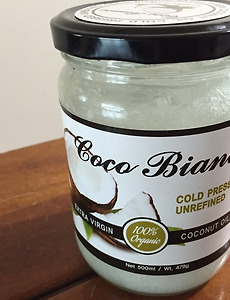 Coco Bian
COLD PRESS
UNREFINED
EXTRA VIRGIN
100%
Organic
COCONUT OIL
Net 500ml / Wt. 479g